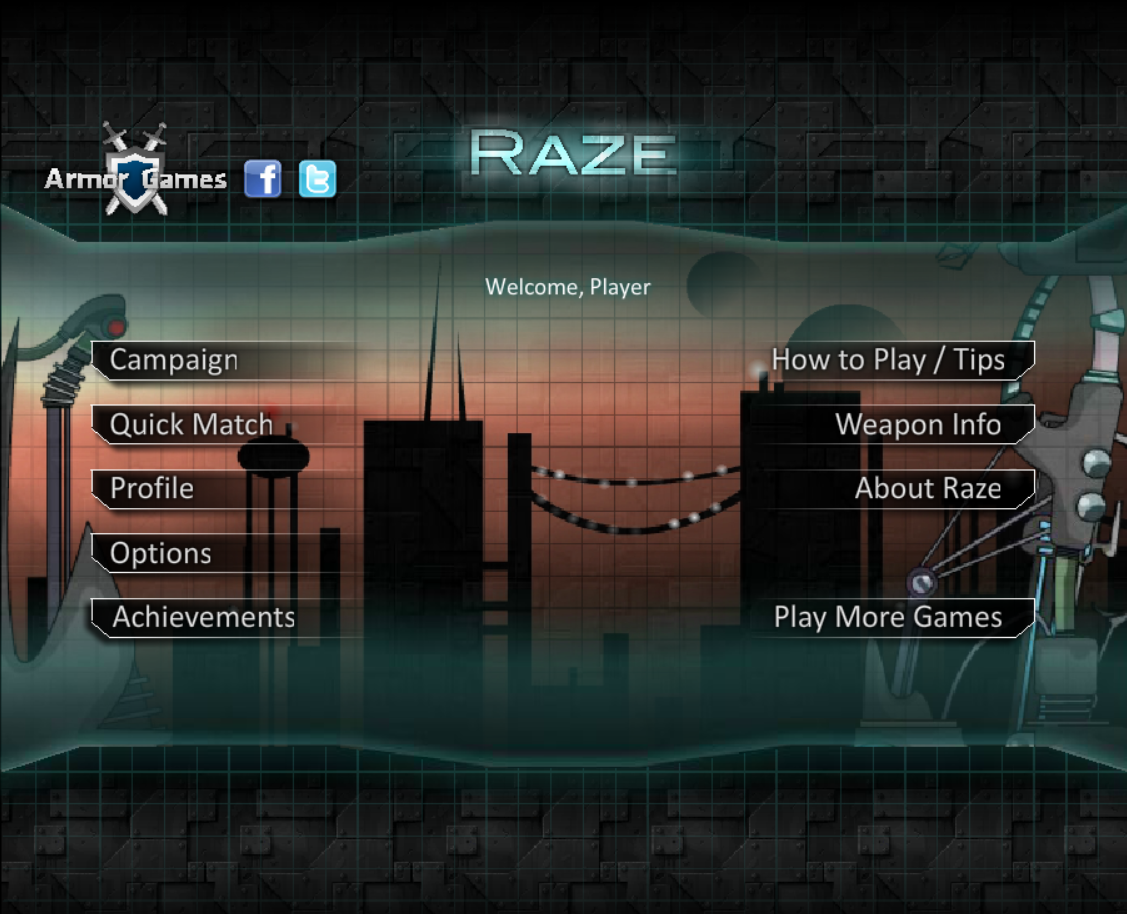 RAZE
Armor Games
Welcome, Player
Campaign
Quick Match
Profile
Options
Achievements
How to Play / Tips
Weapon Info
About Raze
Play More Games